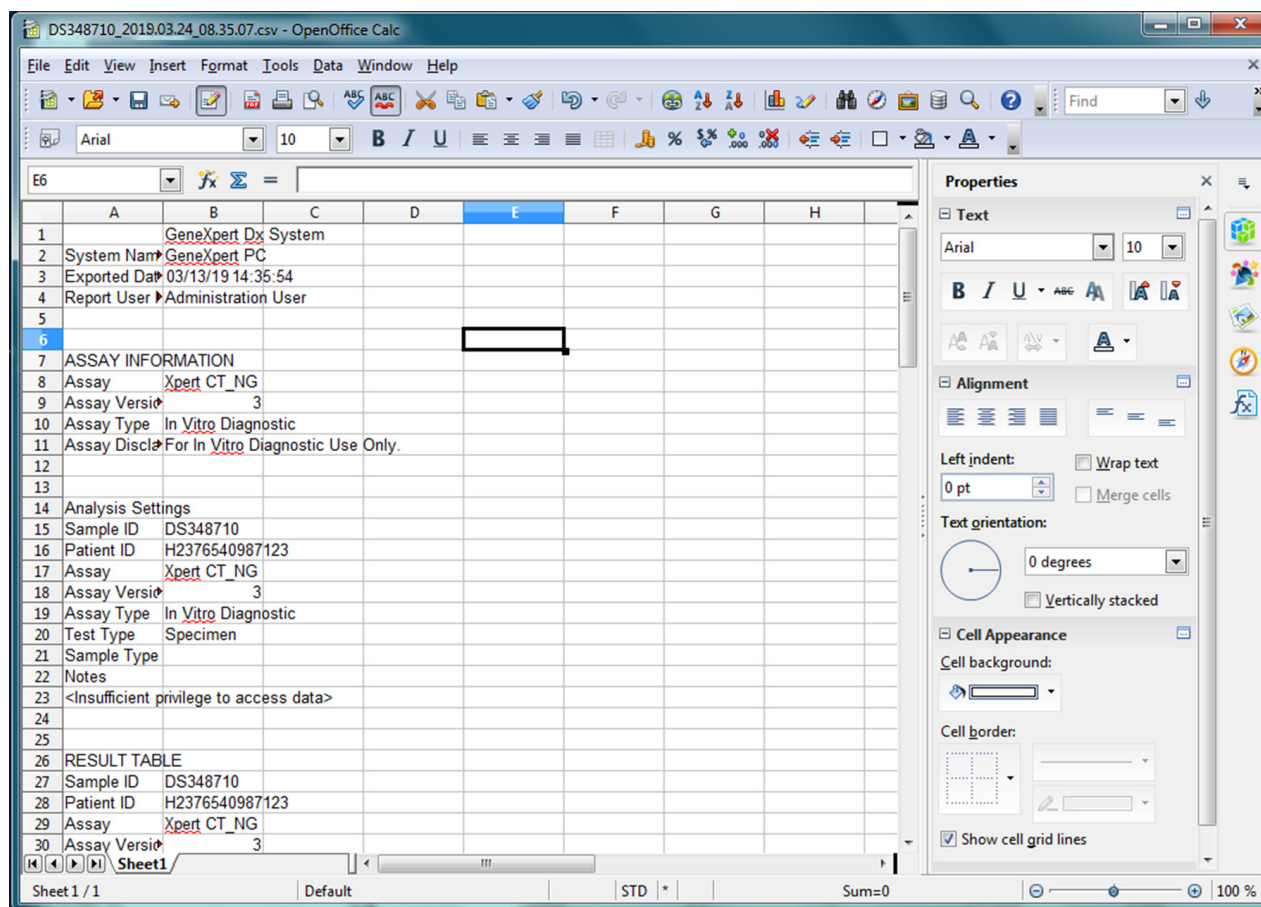 DS348710_2019.03.24_08.35.07.csv - OpenOffice Calc
File Edit View Insert Format Tools Data Window Help
Find
Arial 10
E6
A B C D E F G H
1 GeneXpert Dx System
2 System Nam GeneXpert PC
3 Exported Dat 03/13/19 14:35:54
4 Report User Administration User
5
6
7 ASSAY INFORMATION
8 Assay Xpert CT_NG
9 Assay Versio 3
10 Assay Type In Vitro Diagnostic
11 Assay Discla For In Vitro Diagnostic Use Only.
12
13
14 Analysis Settings
15 Sample ID DS348710
16 Patient ID H2376540987123
17 Assay Xpert CT_NG
18 Assay Versio 3
19 Assay Type In Vitro Diagnostic
20 Test Type Specimen
21 Sample Type
22 Notes
23 <Insufficient privilege to access data>
24
25
26 RESULT TABLE
27 Sample ID DS348710
28 Patient ID H2376540987123
29 Assay Xpert CT_NG
30 Assay Versio 3
Sheet1
Sheet 1 / 1 Default STD * Sum=0 100 %
Properties
Text
Arial 10
B I U ABC
Alignment
Left indent: Wrap text
0 pt Merge cells
Text orientation:
0 degrees
Vertically stacked
Cell Appearance
Cell background:
Cell border:
Show cell grid lines